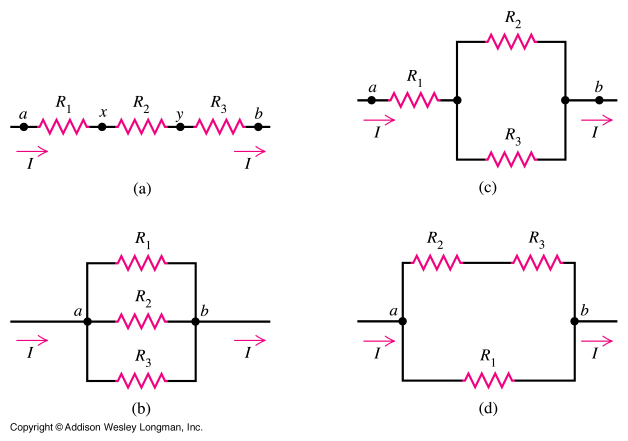 R₁ R₂ R₃
a x y b
I I
(a)
R₂
a R₁ b
I I
R₃
(c)
R₁
a R₂ b
I I
R₃
(b)
R₂ R₃
a b
I I
R₁
(d)
Copyright © Addison Wesley Longman, Inc.